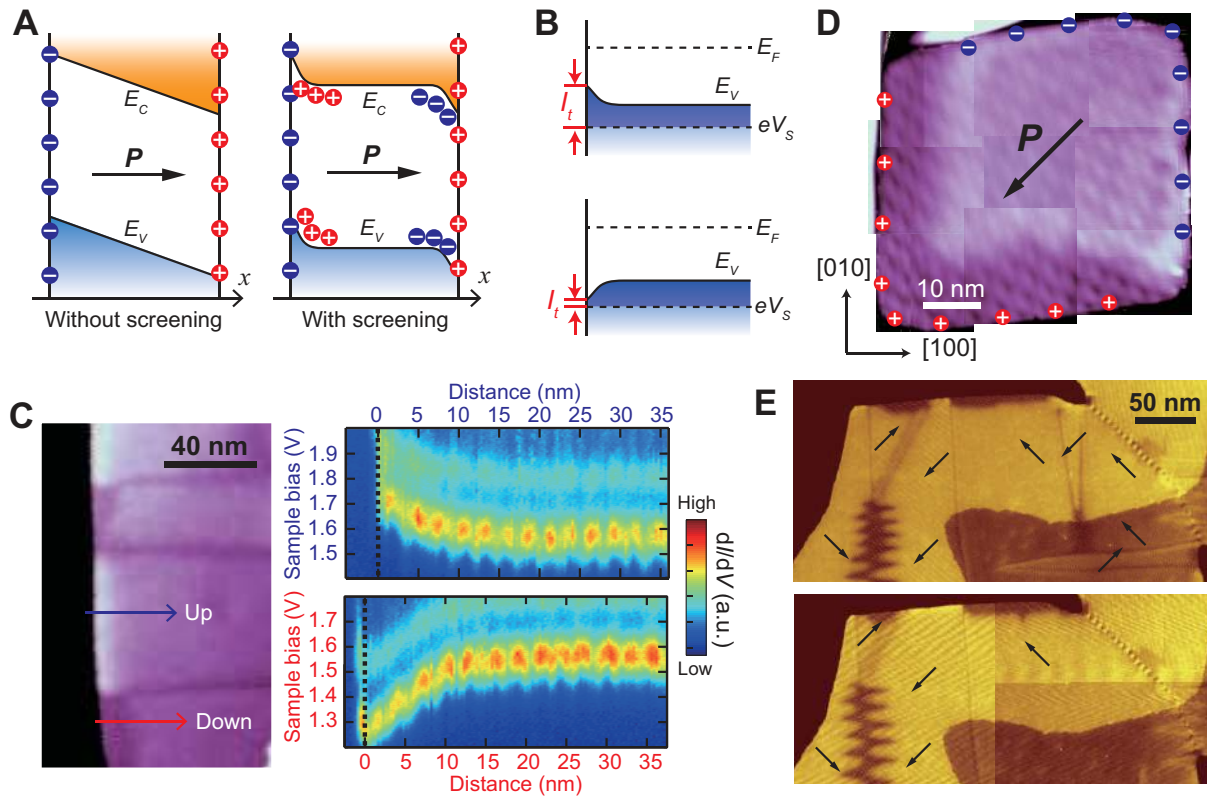 A
− − − − −
E_C
P
E_V
+ + + + + +
x
Without screening
− − − − −
+ + +
− − −
E_C
P
+ + +
E_V
− − −
+ + + + + +
x
With screening
B
E_F
I_t
E_V
eV_S
E_F
E_V
I_t
eV_S
D
− − − − −
+ + + +
P
− − −
[010]
10 nm
+ + + + +
[100]
C
40 nm
Up
Down
Distance (nm)
0 5 10 15 20 25 30 35
Sample bias (V)
1.9
1.8
1.7
1.6
1.5
Sample bias (V)
1.7
1.6
1.5
1.4
1.3
0 5 10 15 20 25 30 35
Distance (nm)
High
dI/dV (a.u.)
Low
E
50 nm